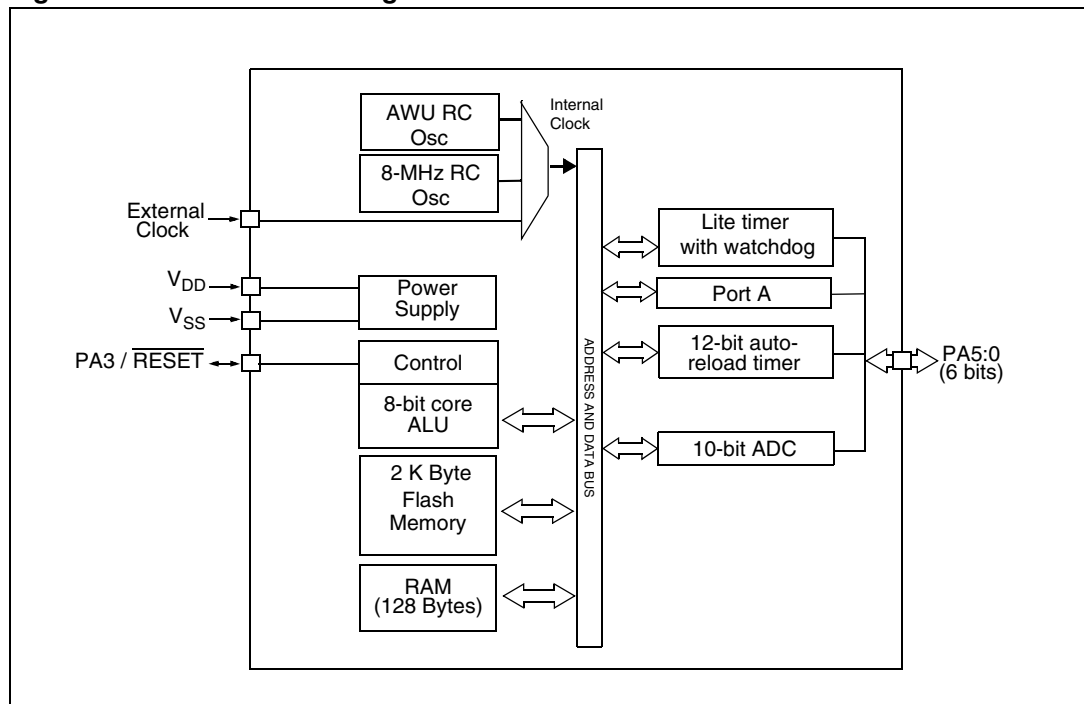 AWU RC
Osc
8-MHz RC
Osc
Internal
Clock
External
Clock
VDD
VSS
PA3 / RESET
Power
Supply
Control
8-bit core
ALU
2 K Byte
Flash
Memory
RAM
(128 Bytes)
ADDRESS AND DATA BUS
Lite timer
with watchdog
Port A
12-bit auto-
reload timer
10-bit ADC
PA5:0
(6 bits)